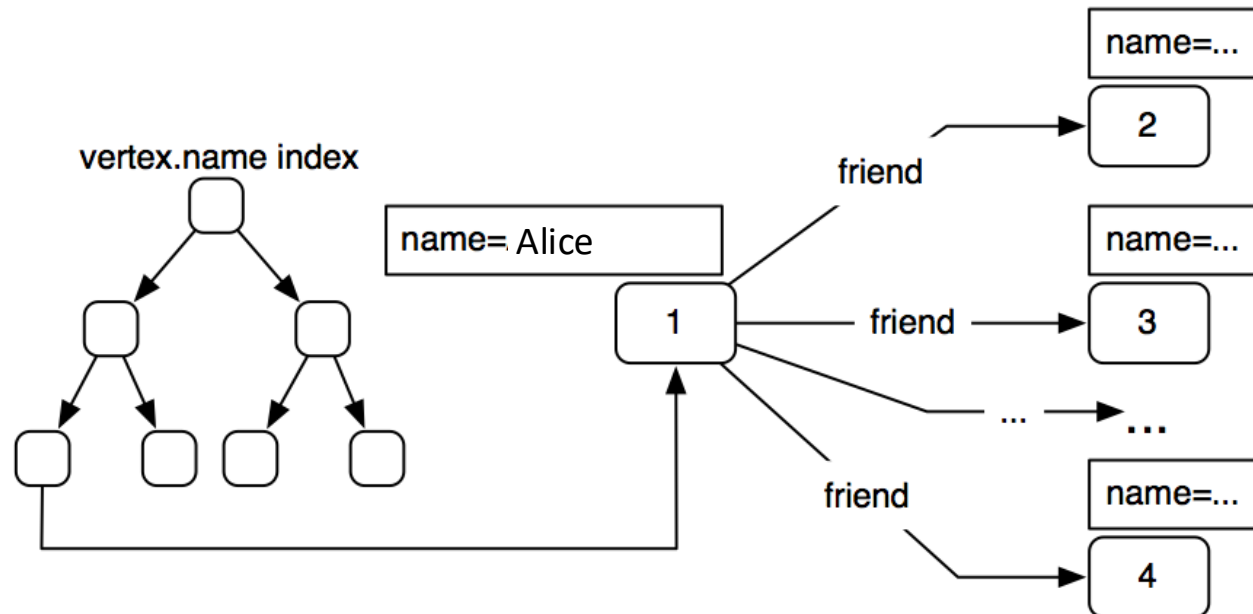 name=...
2
vertex.name index
friend
name= Alice
name=...
1
friend
3
...
...
friend
name=...
4